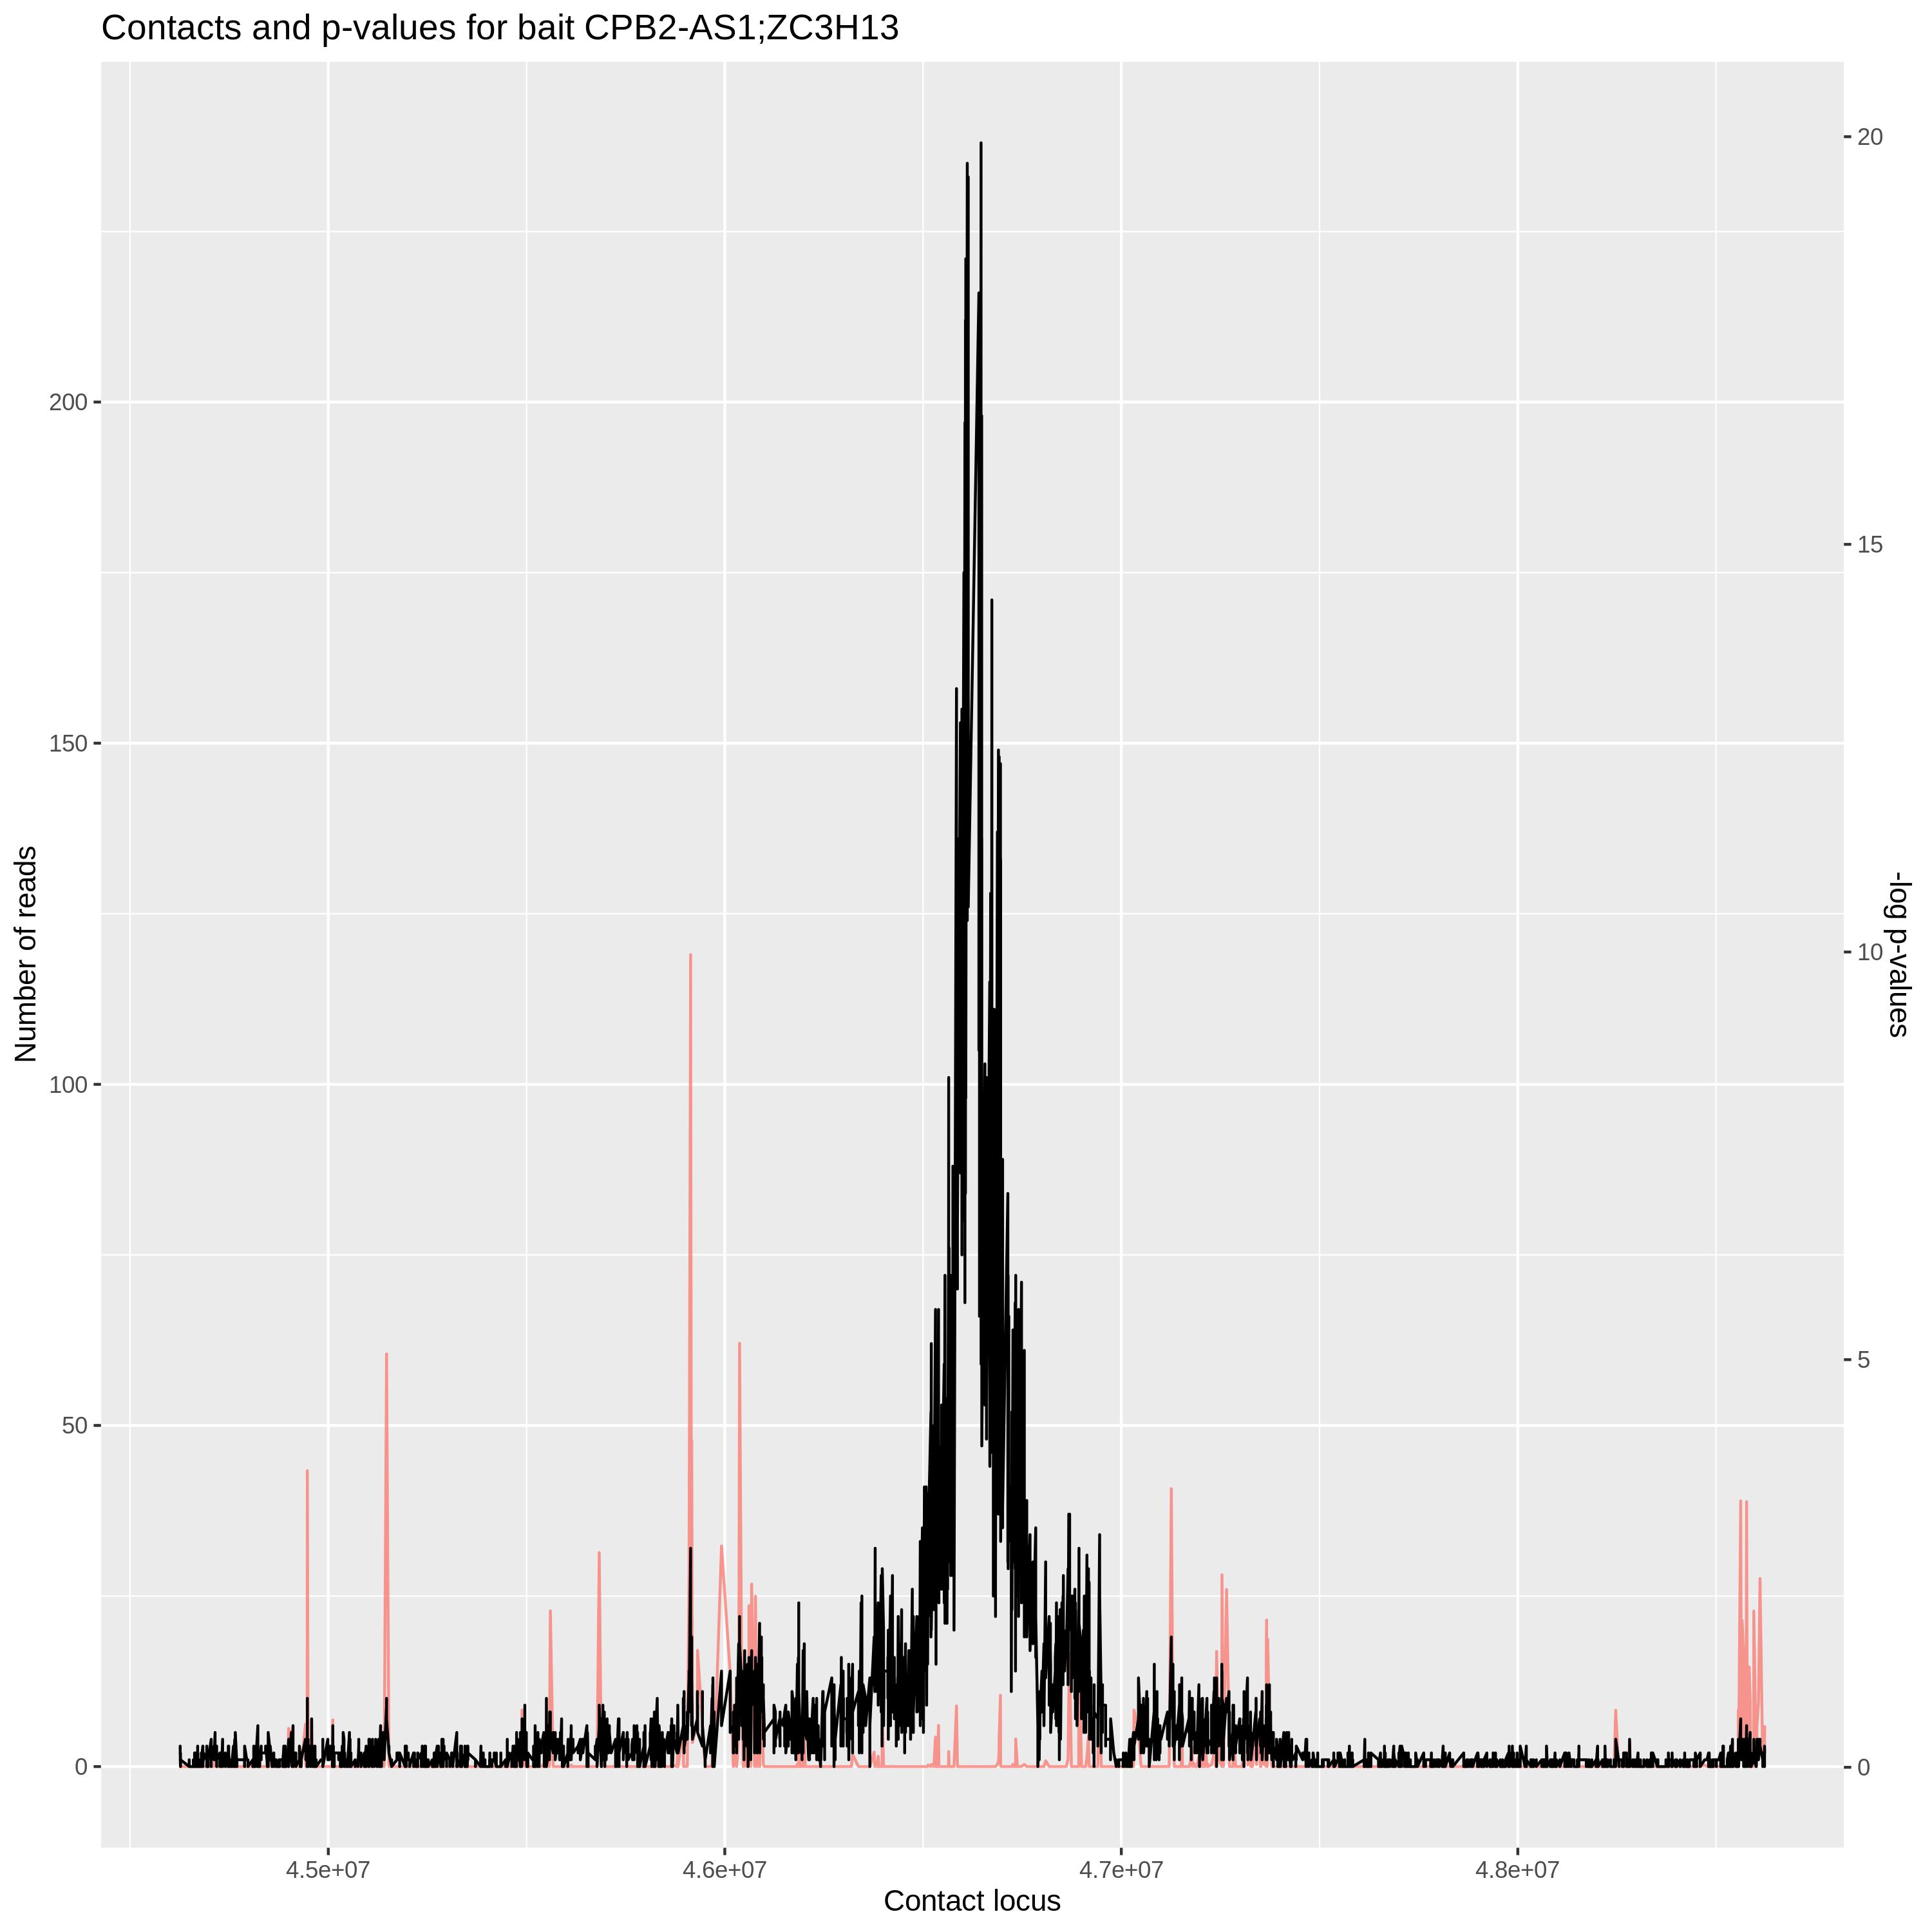 Contacts and p-values for bait CPB2-AS1;ZC3H13
Number of reads
200
150
100
50
0
20
15
10
5
0
-log p-values
4.5e+07
4.6e+07
4.7e+07
4.8e+07
Contact locus